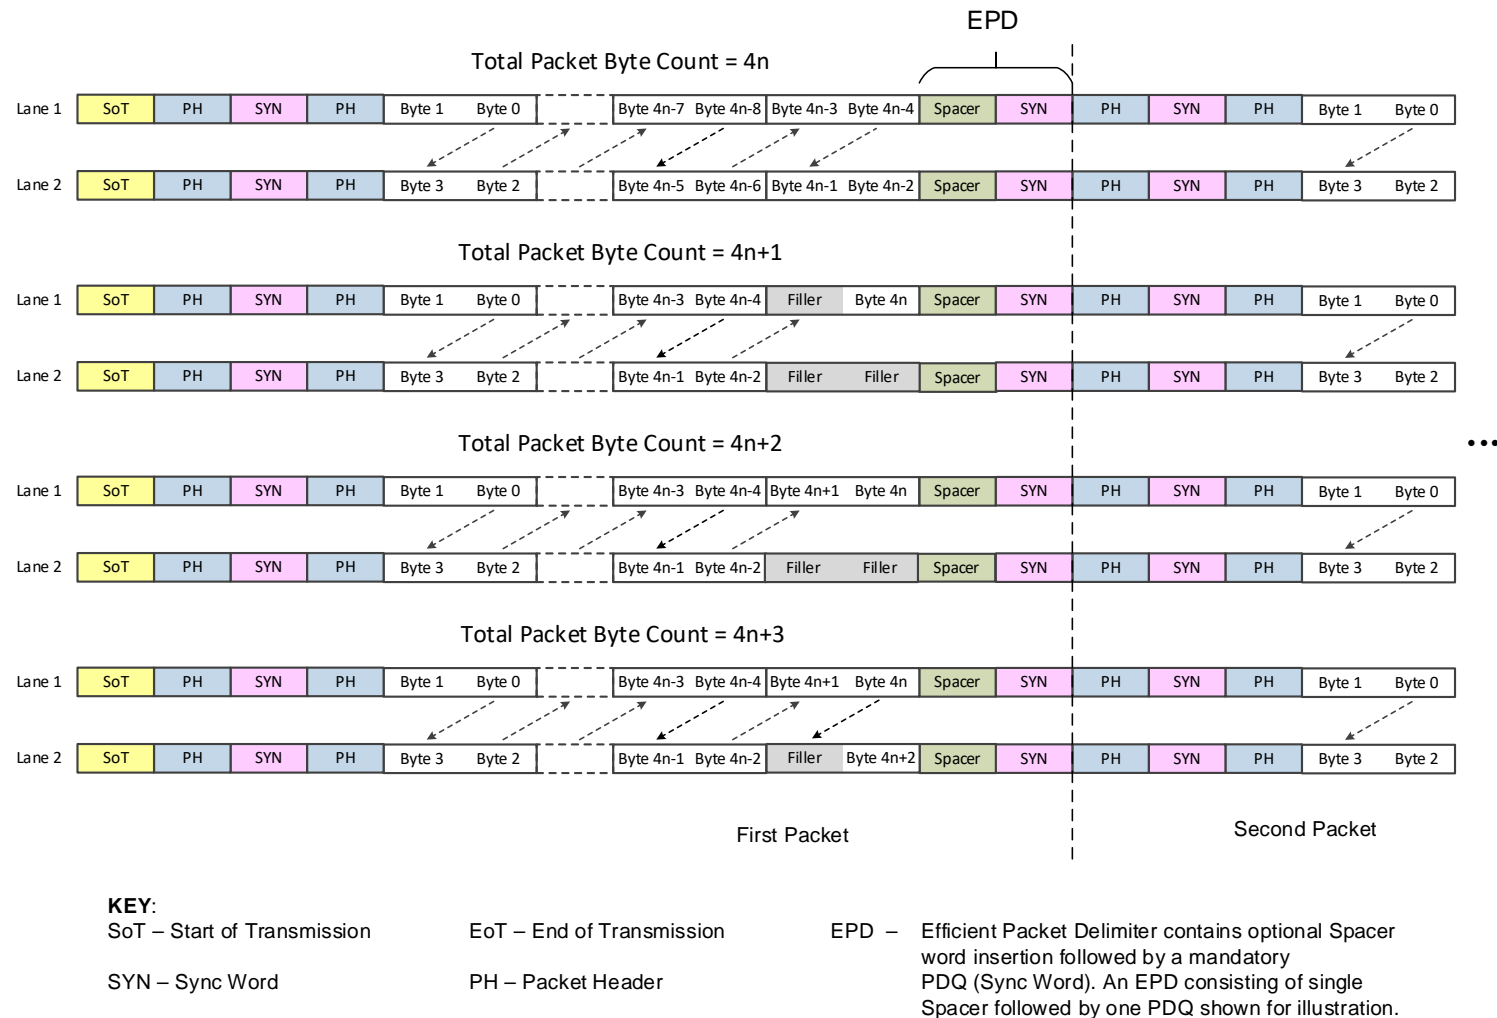 EPD
Total Packet Byte Count = 4n
Lane 1 SoT PH SYN PH Byte 1 Byte 0 Byte 4n-7 Byte 4n-8 Byte 4n-3 Byte 4n-4 Spacer SYN PH SYN PH Byte 1 Byte 0
Lane 2 SoT PH SYN PH Byte 3 Byte 2 Byte 4n-5 Byte 4n-6 Byte 4n-1 Byte 4n-2 Spacer SYN PH SYN PH Byte 3 Byte 2
Total Packet Byte Count = 4n+1
Lane 1 SoT PH SYN PH Byte 1 Byte 0 Byte 4n-3 Byte 4n-4 Filler Byte 4n Spacer SYN PH SYN PH Byte 1 Byte 0
Lane 2 SoT PH SYN PH Byte 3 Byte 2 Byte 4n-1 Byte 4n-2 Filler Filler Spacer SYN PH SYN PH Byte 3 Byte 2
Total Packet Byte Count = 4n+2
...
Lane 1 SoT PH SYN PH Byte 1 Byte 0 Byte 4n-3 Byte 4n-4 Byte 4n+1 Byte 4n Spacer SYN PH SYN PH Byte 1 Byte 0
Lane 2 SoT PH SYN PH Byte 3 Byte 2 Byte 4n-1 Byte 4n-2 Filler Filler Spacer SYN PH SYN PH Byte 3 Byte 2
Total Packet Byte Count = 4n+3
Lane 1 SoT PH SYN PH Byte 1 Byte 0 Byte 4n-3 Byte 4n-4 Byte 4n+1 Byte 4n Spacer SYN PH SYN PH Byte 1 Byte 0
Lane 2 SoT PH SYN PH Byte 3 Byte 2 Byte 4n-1 Byte 4n-2 Filler Byte 4n+2 Spacer SYN PH SYN PH Byte 3 Byte 2
First Packet
Second Packet
KEY:
SoT – Start of Transmission
EoT – End of Transmission
SYN – Sync Word
PH – Packet Header
EPD – Efficient Packet Delimiter contains optional Spacer
word insertion followed by a mandatory
PDQ (Sync Word). An EPD consisting of single
Spacer followed by one PDQ shown for illustration.